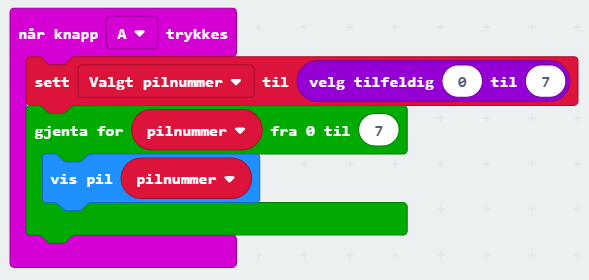 når knapp A trykkes
sett Valgt pilnummer til velg tilfeldig 0 til 7
gjenta for pilnummer fra 0 til 7
vis pil pilnummer